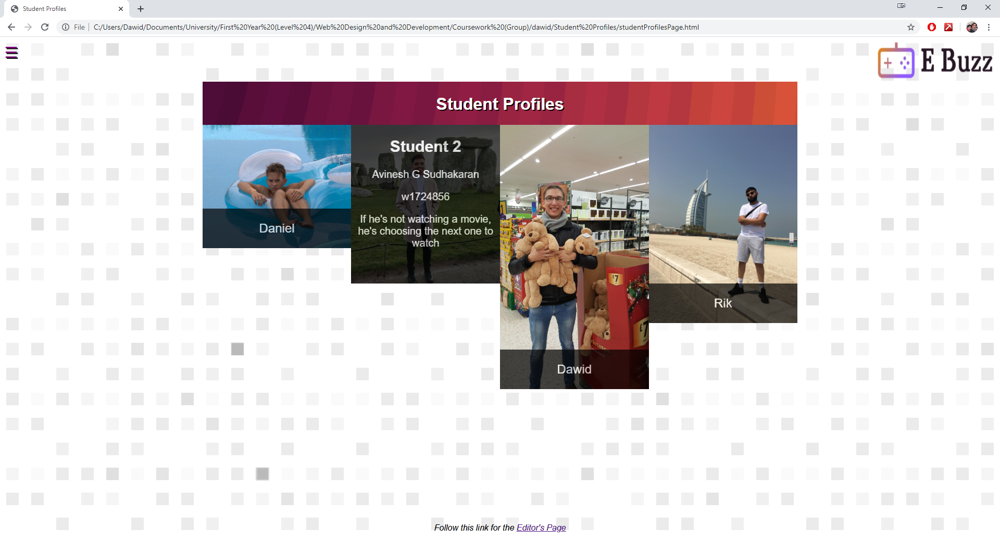 Student Profiles
File
C:/Users/Dawid/Documents/University/First%20Year%20(Level%204)/Web%20Design%20and%20Development/Coursework%20(Group)/dawid/Student%20Profiles/studentProfilesPage.html
E Buzz
Student Profiles
Daniel
Student 2
Avinesh G Sudhakaran
w1724856
If he's not watching a movie,
he's choosing the next one to
watch
£7
£7
Dawid
Rik
Follow this link for the Editor's Page